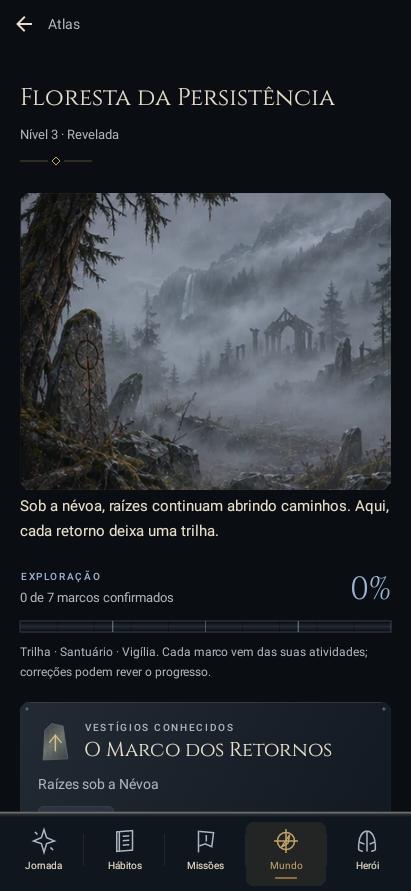 Atlas
Floresta da Persistência
Nível 3 · Revelada
Sob a névoa, raízes continuam abrindo caminhos. Aqui,
cada retorno deixa uma trilha.
EXPLORAÇÃO
0 de 7 marcos confirmados
0%
Trilha · Santuário · Vigília. Cada marco vem das suas atividades;
correções podem rever o progresso.
VESTÍGIOS CONHECIDOS
O Marco dos Retornos
Raízes sob a Névoa
Jornada
Hábitos
Missões
Mundo
Herói